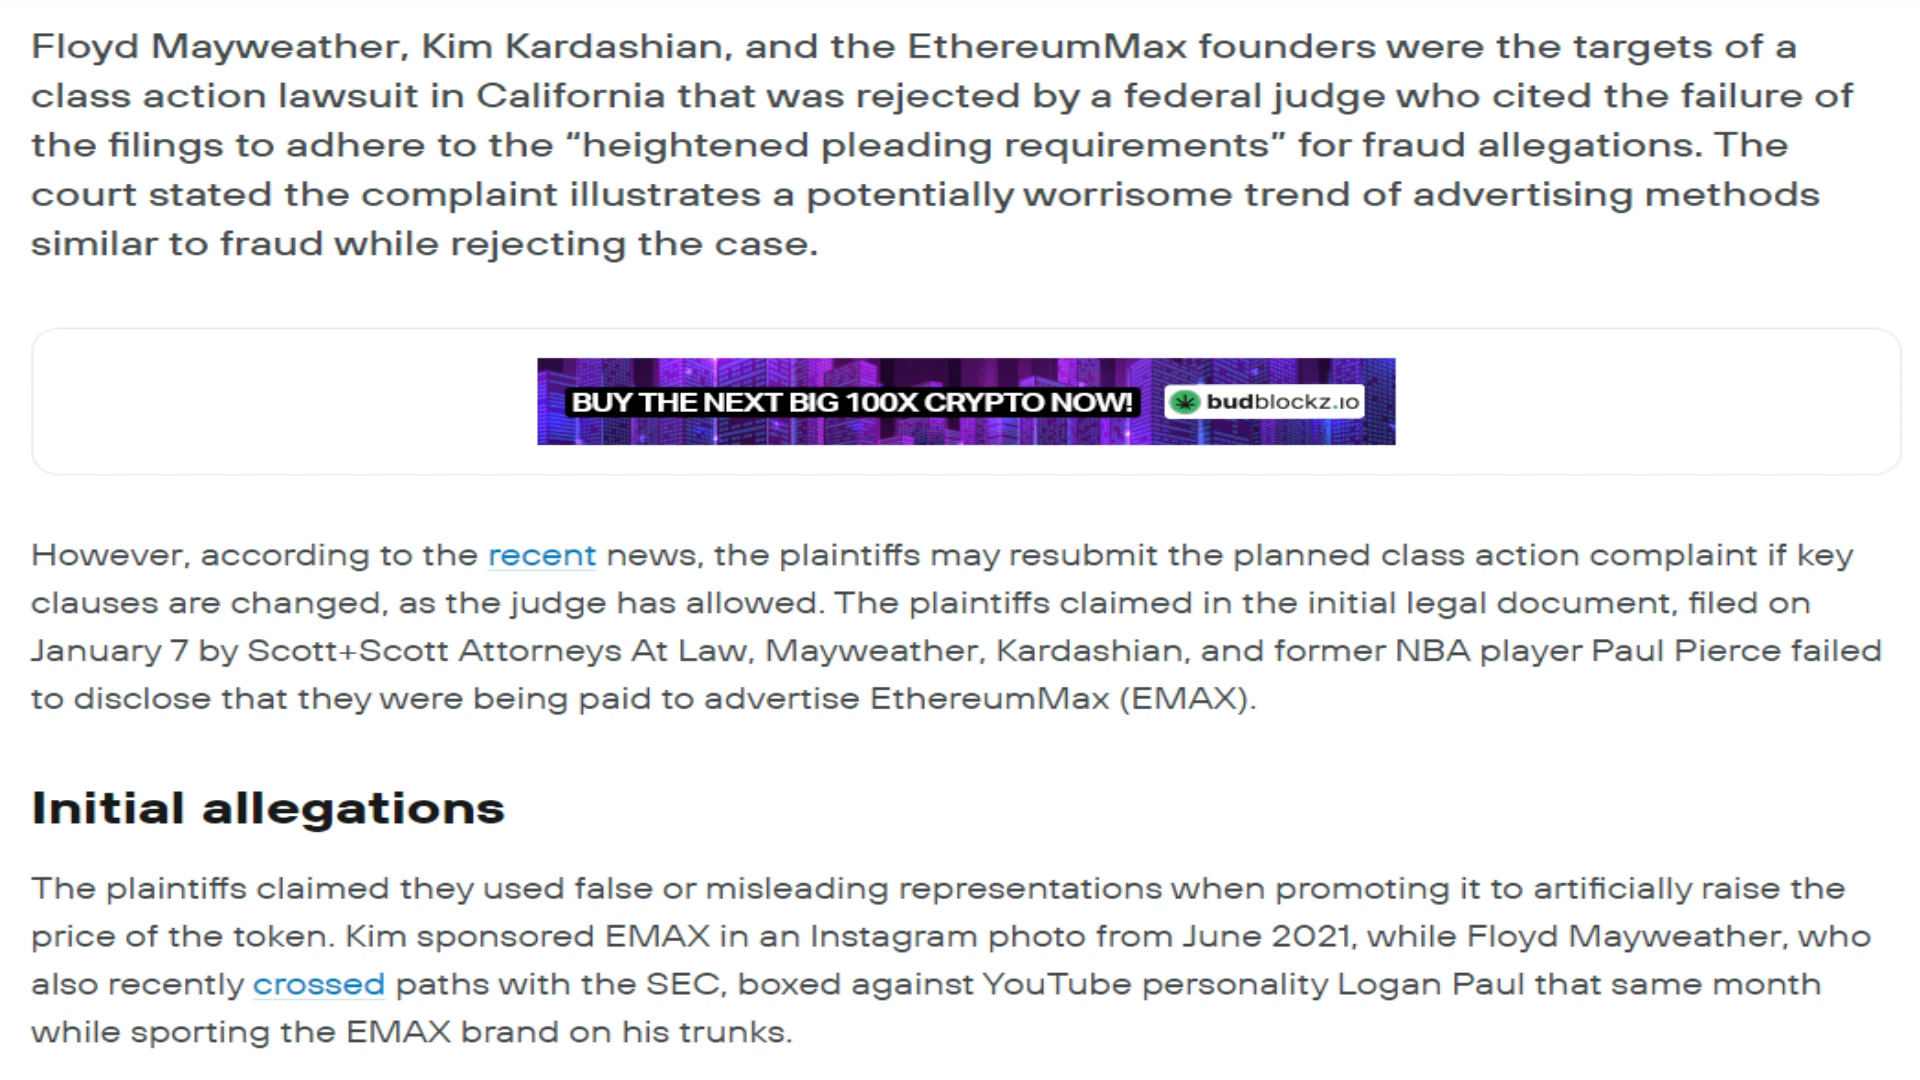 Floyd Mayweather, Kim Kardashian, and the EthereumMax founders were the targets of a
class action lawsuit in California that was rejected by a federal judge who cited the failure of
the filings to adhere to the “heightened pleading requirements” for fraud allegations. The
court stated the complaint illustrates a potentially worrisome trend of advertising methods
similar to fraud while rejecting the case.
BUY THE NEXT BIG 100X CRYPTO NOW! budblockz.io
However, according to the recent news, the plaintiffs may resubmit the planned class action complaint if key
clauses are changed, as the judge has allowed. The plaintiffs claimed in the initial legal document, filed on
January 7 by Scott+Scott Attorneys At Law, Mayweather, Kardashian, and former NBA player Paul Pierce failed
to disclose that they were being paid to advertise EthereumMax (EMAX).
Initial allegations
The plaintiffs claimed they used false or misleading representations when promoting it to artificially raise the
price of the token. Kim sponsored EMAX in an Instagram photo from June 2021, while Floyd Mayweather, who
also recently crossed paths with the SEC, boxed against YouTube personality Logan Paul that same month
while sporting the EMAX brand on his trunks.